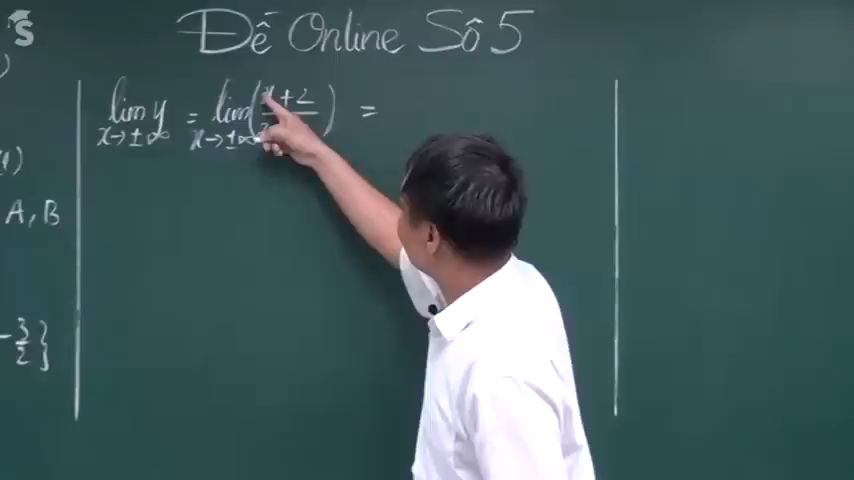 S
Đề Online Số 5
lim y = lim ( x + 2 ) =
x → ± ∞ x → ± ∞
)
A, B
- 3/2 }